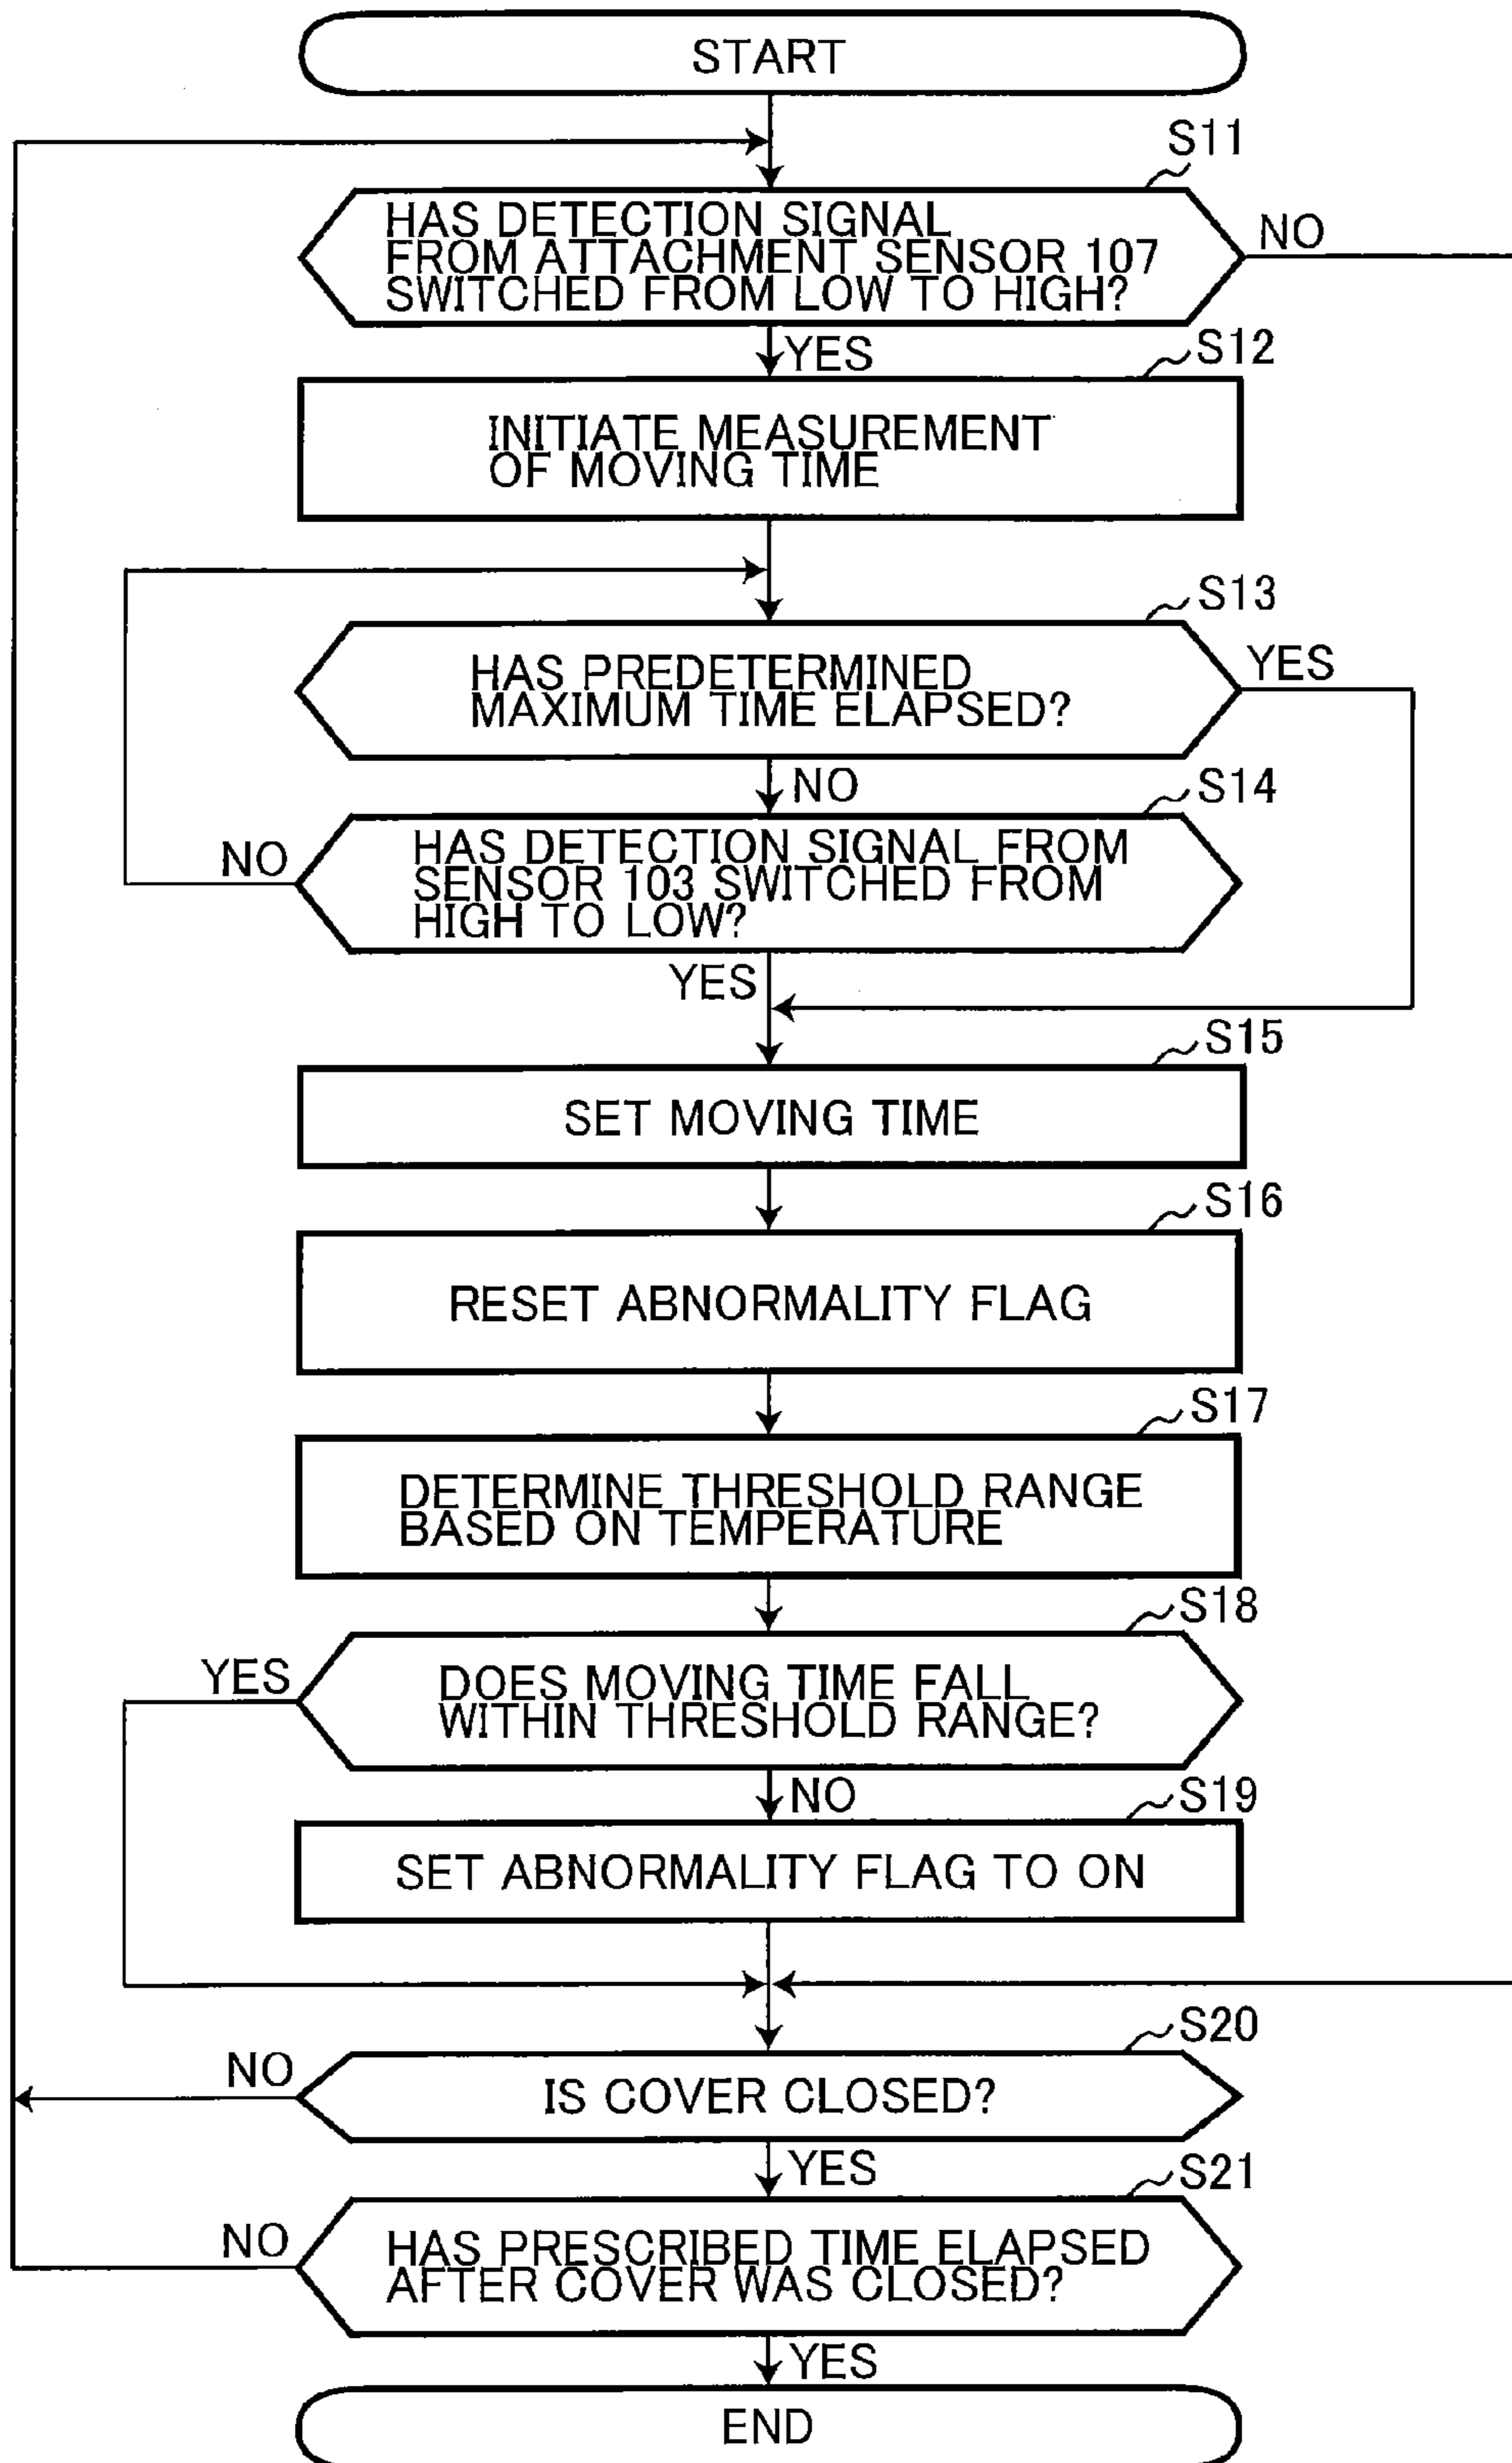 START
S11
HAS DETECTION SIGNAL
FROM ATTACHMENT SENSOR 107
SWITCHED FROM LOW TO HIGH?
NO
YES
S12
INITIATE MEASUREMENT
OF MOVING TIME
S13
HAS PREDETERMINED
MAXIMUM TIME ELAPSED?
YES
NO
S14
HAS DETECTION SIGNAL FROM
SENSOR 103 SWITCHED FROM
HIGH TO LOW?
NO
YES
S15
SET MOVING TIME
S16
RESET ABNORMALITY FLAG
S17
DETERMINE THRESHOLD RANGE
BASED ON TEMPERATURE
S18
YES
DOES MOVING TIME FALL
WITHIN THRESHOLD RANGE?
NO
S19
SET ABNORMALITY FLAG TO ON
S20
NO
IS COVER CLOSED?
YES
S21
NO
HAS PRESCRIBED TIME ELAPSED
AFTER COVER WAS CLOSED?
YES
END